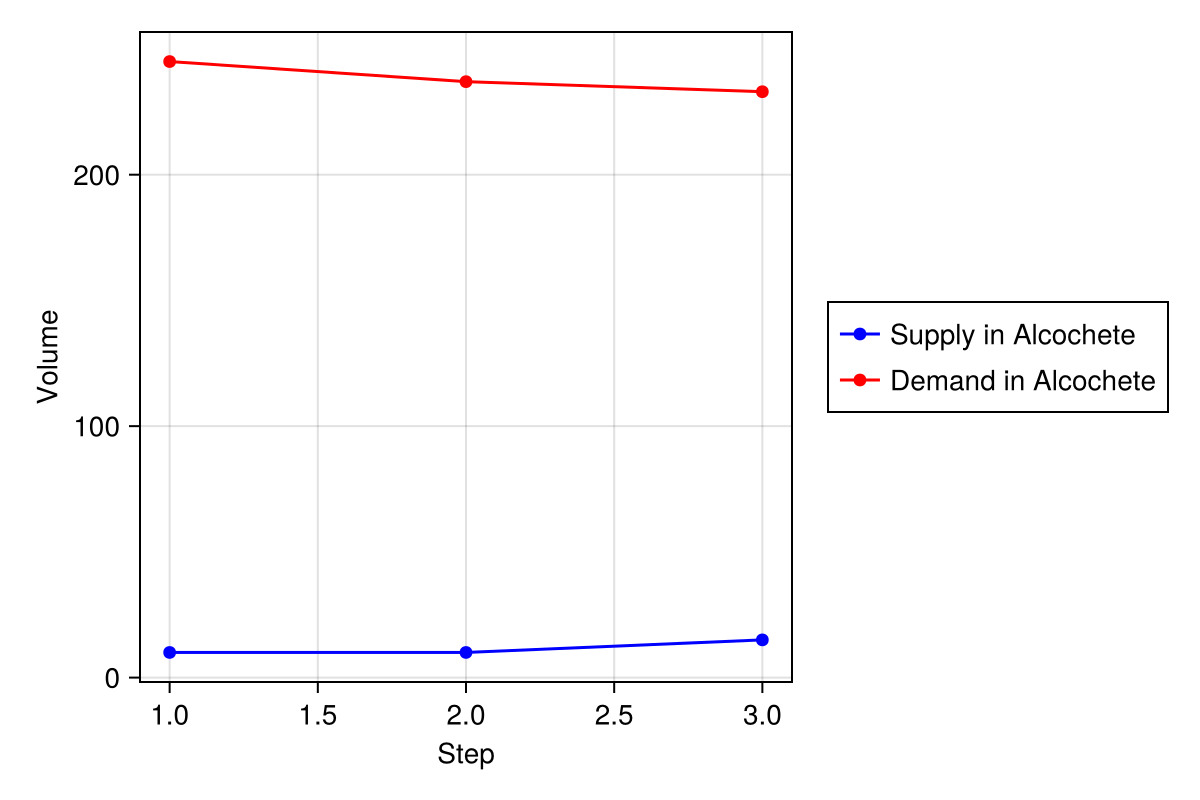 200
100
0
Volume
1.0 1.5 2.0 2.5 3.0
Step
Supply in Alcochete
Demand in Alcochete